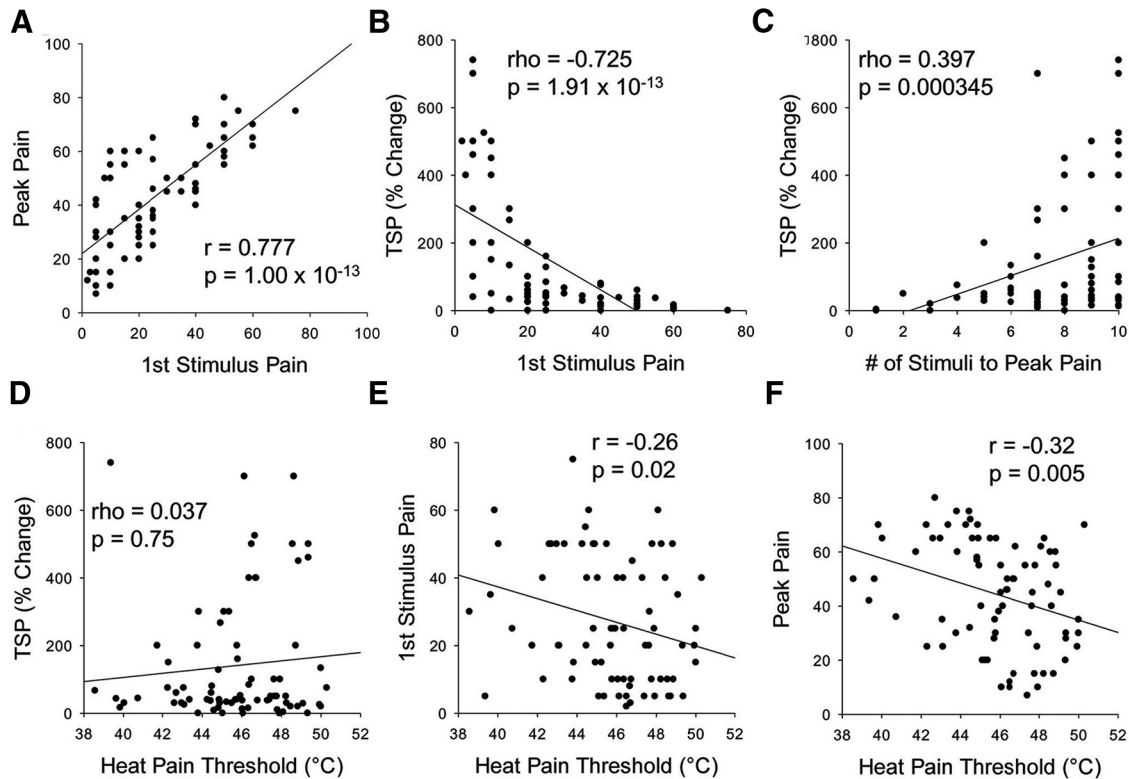 A
100
80
60
40
20
0
Peak Pain
r = 0.777
p = 1.00 x 10-13
0 20 40 60 80 100
1st Stimulus Pain
B
800
600
400
200
0
TSP (% Change)
rho = -0.725
p = 1.91 x 10-13
0 20 40 60 80
1st Stimulus Pain
C
1800
600
400
200
0
TSP (% Change)
rho = 0.397
p = 0.000345
0 2 4 6 8 10
# of Stimuli to Peak Pain
D
800
600
400
200
0
TSP (% Change)
rho = 0.037
p = 0.75
38 40 42 44 46 48 50 52
Heat Pain Threshold (°C)
E
80
60
40
20
0
1st Stimulus Pain
r = -0.26
p = 0.02
38 40 42 44 46 48 50 52
Heat Pain Threshold (°C)
F
100
80
60
40
20
0
Peak Pain
r = -0.32
p = 0.005
38 40 42 44 46 48 50 52
Heat Pain Threshold (°C)